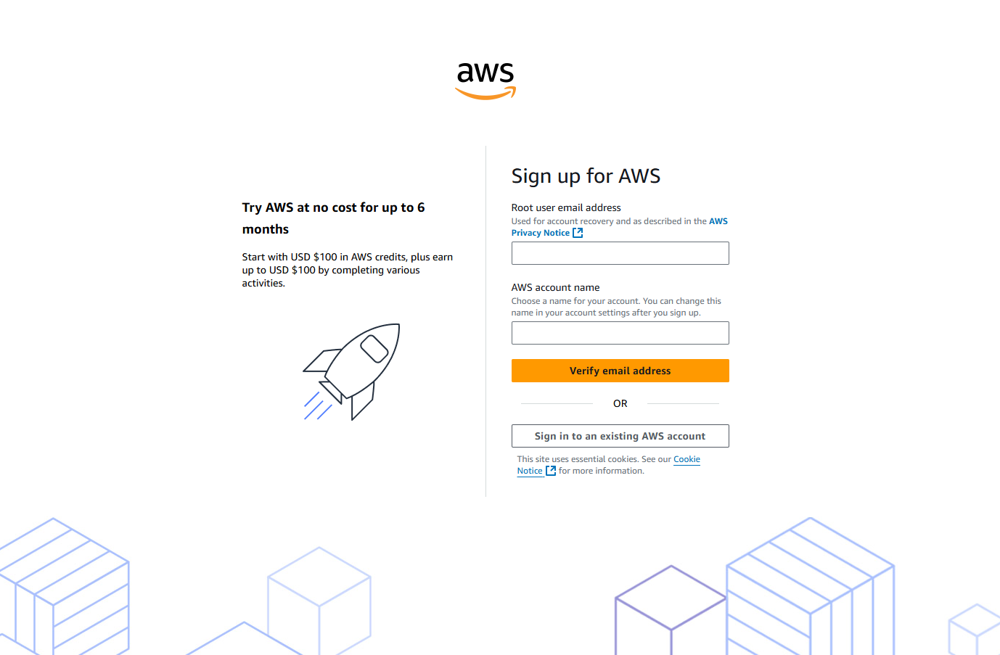 aws
Try AWS at no cost for up to 6
months
Start with USD $100 in AWS credits, plus earn
up to USD $100 by completing various
activities.
Sign up for AWS
Root user email address
Used for account recovery and as described in the AWS
Privacy Notice
AWS account name
Choose a name for your account. You can change this
name in your account settings after you sign up.
Verify email address
OR
Sign in to an existing AWS account
This site uses essential cookies. See our Cookie
Notice for more information.